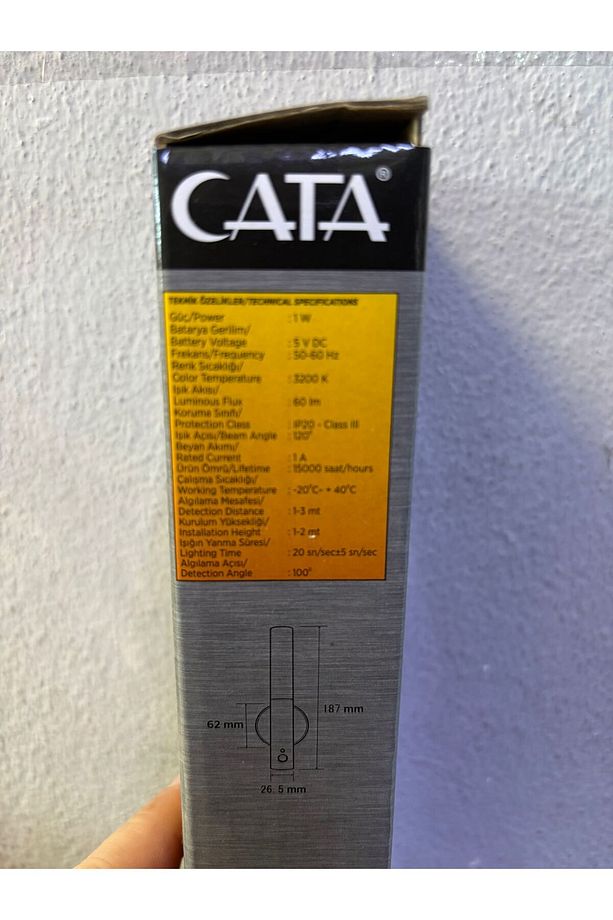 CATA®
TEKNİK ÖZELİKLER/TECHNICAL SPECIFICATIONS
Güç/Power : 1 W
Batarya Gerilim/
Battery Voltage : 5 V DC
Frekans/Frequency : 50-60 Hz
Renk Sıcaklığı/
Color Temperature : 3200 K
Işık Akısı/
Luminous Flux : 60 lm
Koruma Sınıfı/
Protection Class : IP20 - Class III
Işık Açısı/Beam Angle : 120°
Beyan Akımı/
Rated Current : 1 A
Ürün Ömrü/Lifetime : 15000 saat/hours
Çalışma Sıcaklığı/
Working Temperature : -20°C- + 40°C
Algılama Mesafesi/
Detection Distance : 1-3 mt
Kurulum Yüksekliği/
Installation Height : 1-2 mt
Işığın Yanma Süresi/
Lighting Time : 20 sn/sec±5 sn/sec
Algılama Açısı/
Detection Angle : 100°
187 mm
62 mm
26.5 mm